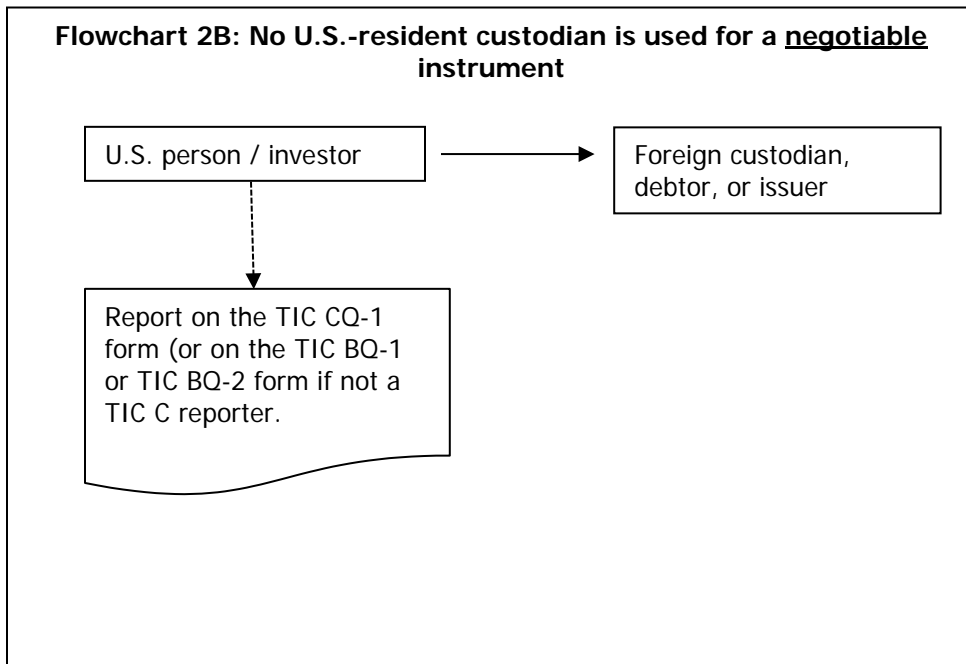 Flowchart 2B: No U.S.-resident custodian is used for a negotiable
instrument
U.S. person / investor
Foreign custodian,
debtor, or issuer
Report on the TIC CQ-1
form (or on the TIC BQ-1
or TIC BQ-2 form if not a
TIC C reporter.